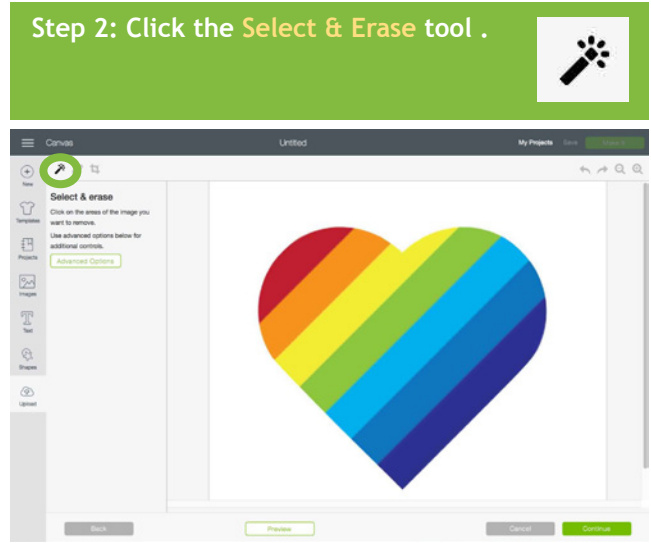 Step 2: Click the Select & Erase tool .
Canvas
Untitled
My Projects
Save
Make It
New
Templates
Projects
Images
Text
Shapes
Upload
Select & erase
Click on the areas of the image you
want to remove.
Use advanced options below for
additional controls.
Advanced Options
Back
Preview
Cancel
Continue